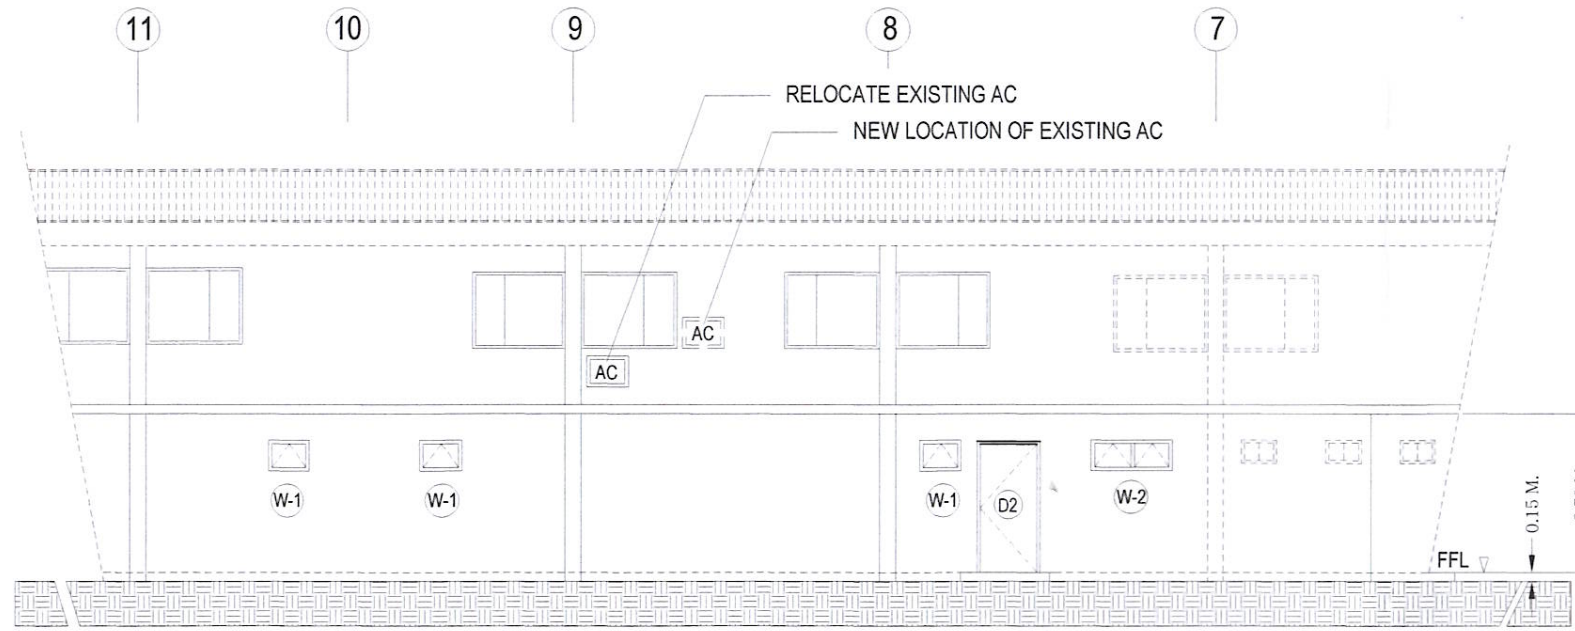 11
10
9
8
7
RELOCATE EXISTING AC
NEW LOCATION OF EXISTING AC
AC
AC
W-1
W-1
W-1
D2
W-2
0.15 M.
FFL